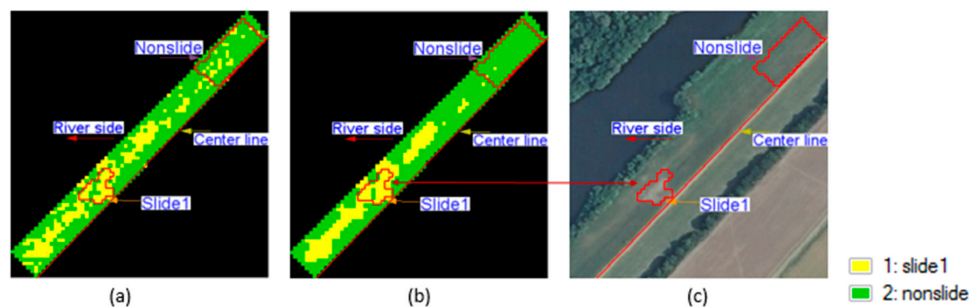 Nonslide
River side
Center line
Slide1
(a)
Nonslide
River side
Center line
Slide1
(b)
Nonslide
River side
Center line
Slide1
(c)
1: slide1
2: nonslide